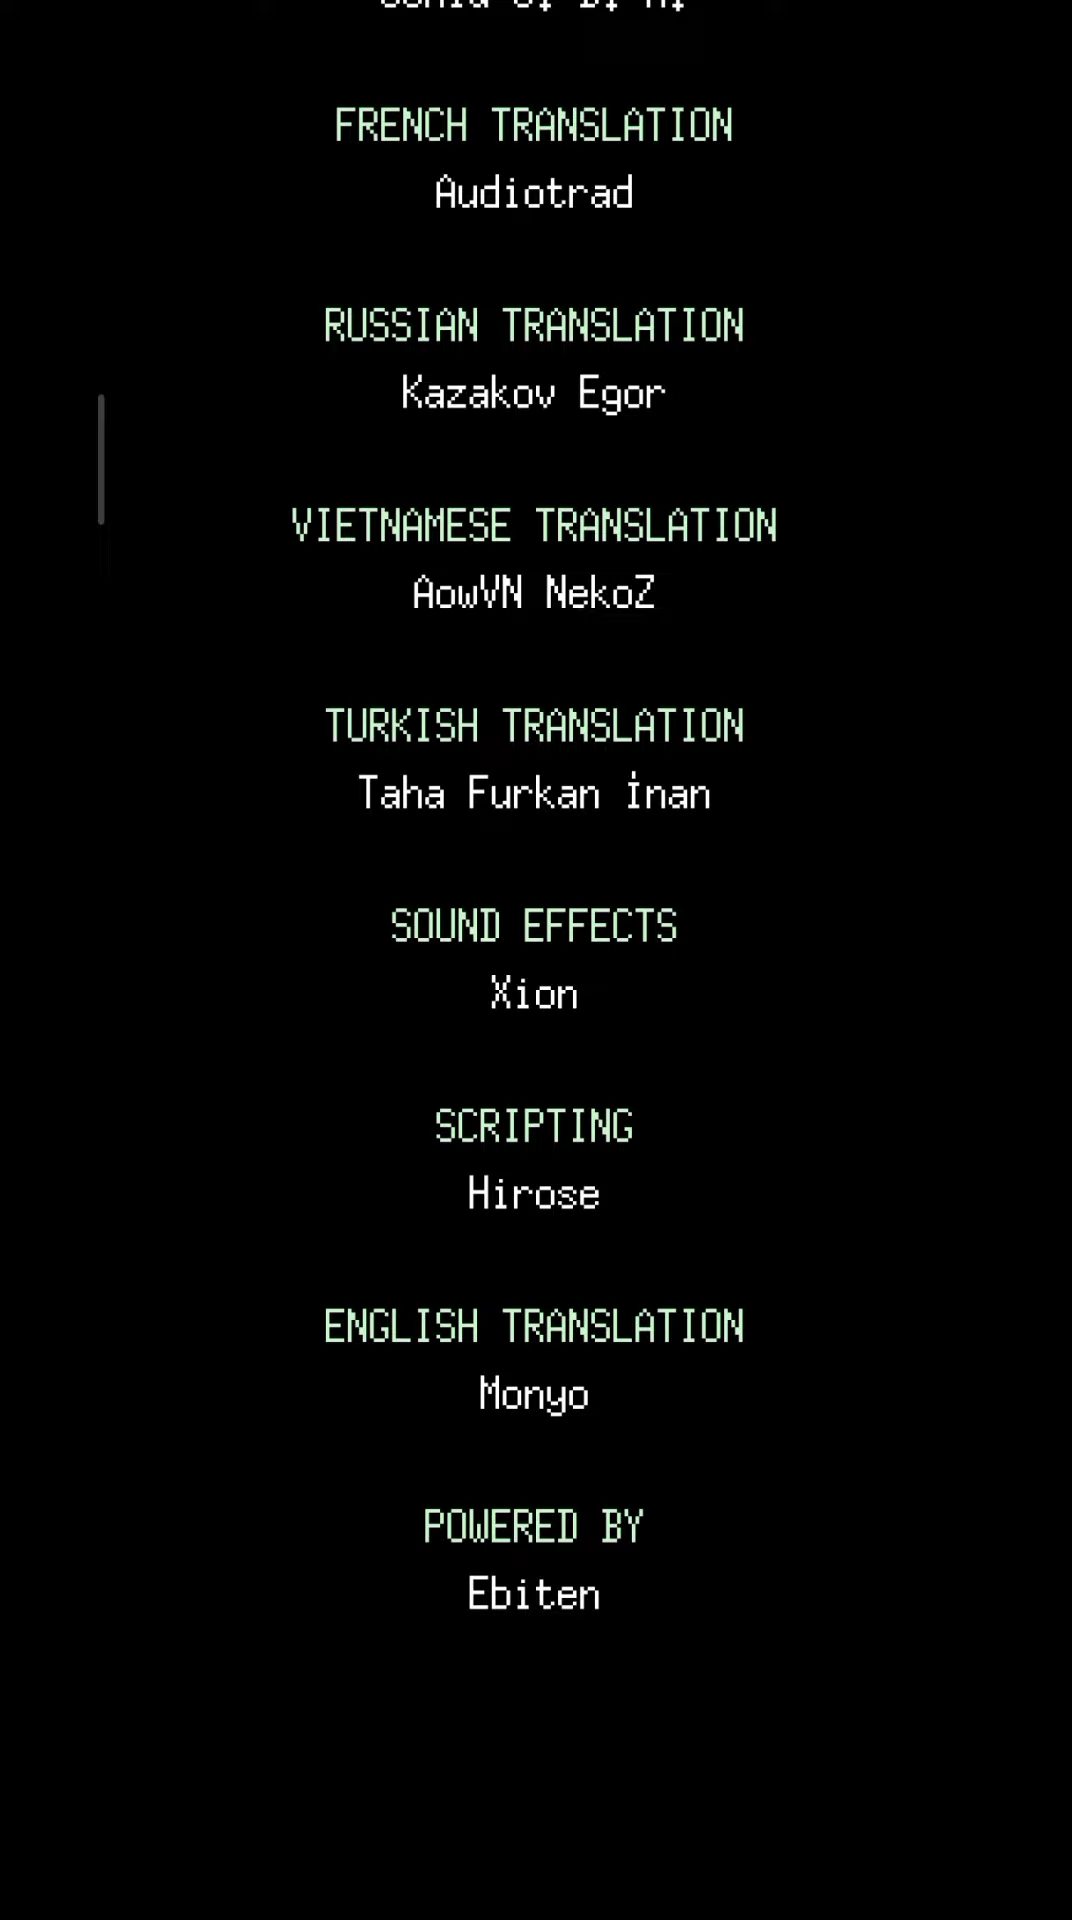 FRENCH TRANSLATION
Audiotrad
RUSSIAN TRANSLATION
Kazakov Egor
VIETNAMESE TRANSLATION
AowVN NekoZ
TURKISH TRANSLATION
Taha Furkan İnan
SOUND EFFECTS
Xion
SCRIPTING
Hirose
ENGLISH TRANSLATION
Monyo
POWERED BY
Ebiten